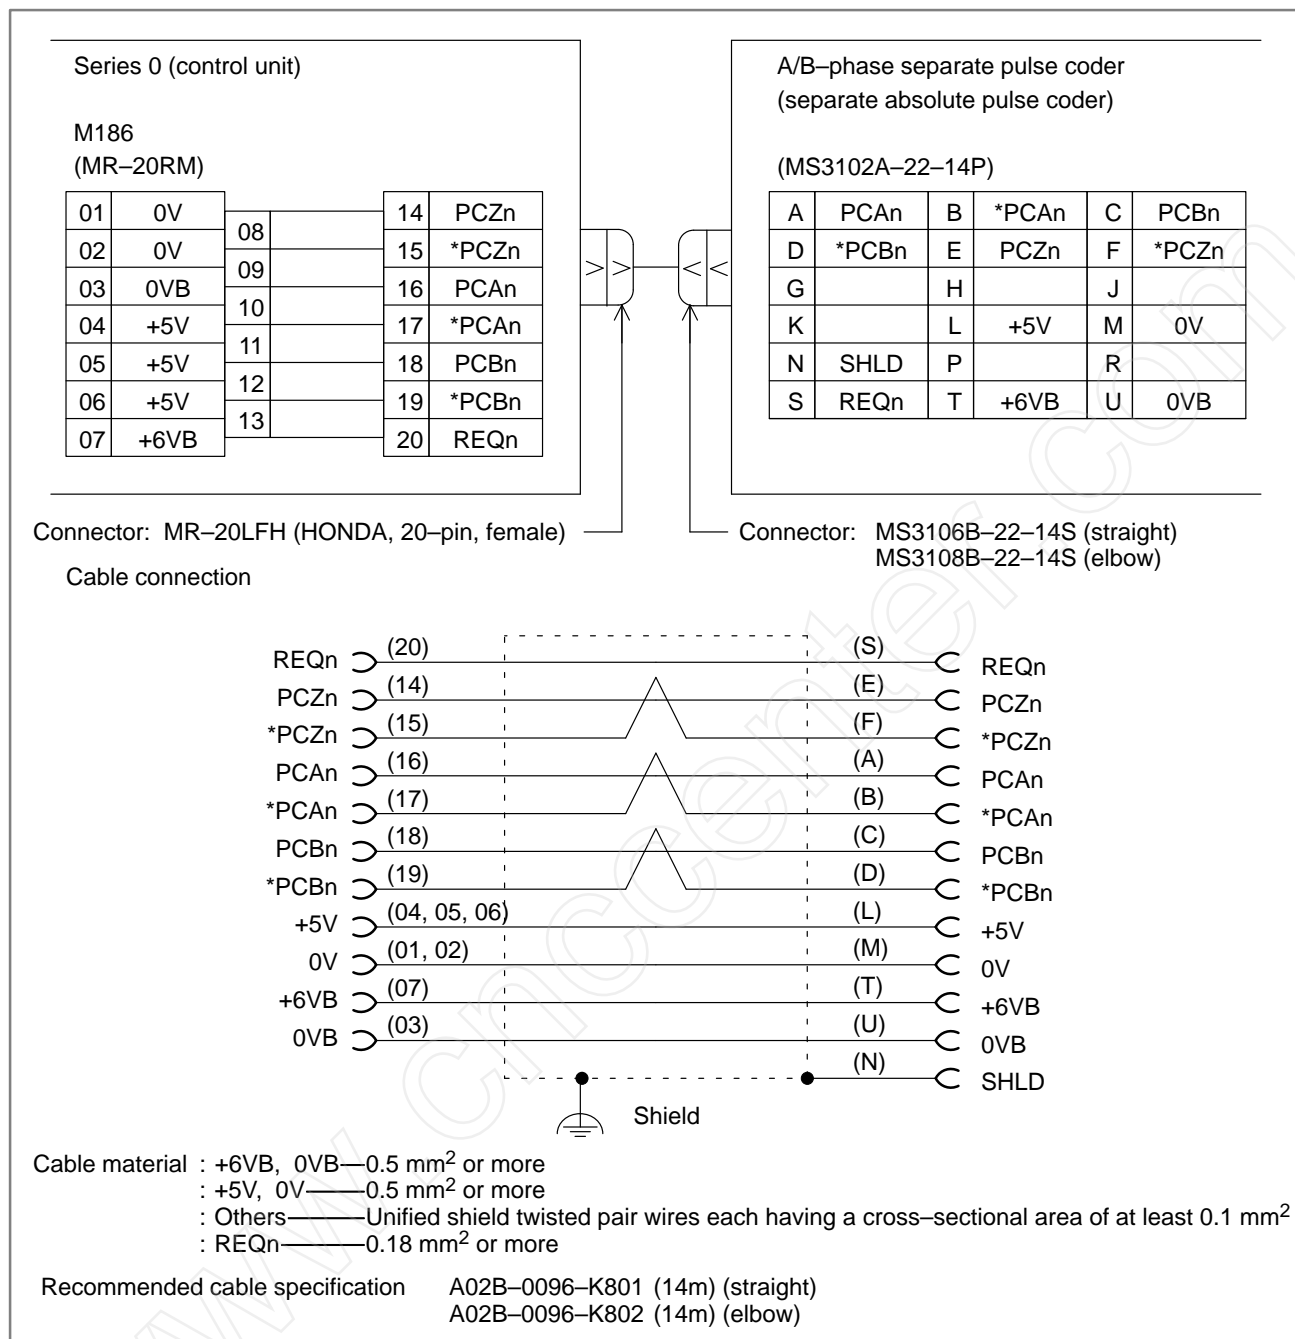 Series 0 (control unit)
M186
(MR–20RM)
01 0V
02 0V
03 0VB
04 +5V
05 +5V
06 +5V
07 +6VB
08
09
10
11
12
13
14 PCZn
15 *PCZn
16 PCAn
17 *PCAn
18 PCBn
19 *PCBn
20 REQn
A/B–phase separate pulse coder
(separate absolute pulse coder)
(MS3102A–22–14P)
A PCAn B *PCAn C PCBn
D *PCBn E PCZn F *PCZn
G H J
K L +5V M 0V
N SHLD P R
S REQn T +6VB U 0VB
Connector: MR–20LFH (HONDA, 20–pin, female)
Connector: MS3106B–22–14S (straight)
MS3108B–22–14S (elbow)
Cable connection
REQn (20) (S) REQn
PCZn (14) (E) PCZn
*PCZn (15) (F) *PCZn
PCAn (16) (A) PCAn
*PCAn (17) (B) *PCAn
PCBn (18) (C) PCBn
*PCBn (19) (D) *PCBn
+5V (04, 05, 06) (L) +5V
0V (01, 02) (M) 0V
+6VB (07) (T) +6VB
0VB (03) (U) 0VB
(N) SHLD
Shield
Cable material : +6VB, 0VB—0.5 mm2 or more
: +5V, 0V——0.5 mm2 or more
: Others———Unified shield twisted pair wires each having a cross–sectional area of at least 0.1 mm2
: REQn———0.18 mm2 or more
Recommended cable specification A02B–0096–K801 (14m) (straight)
A02B–0096–K802 (14m) (elbow)
www.cnccenter.com